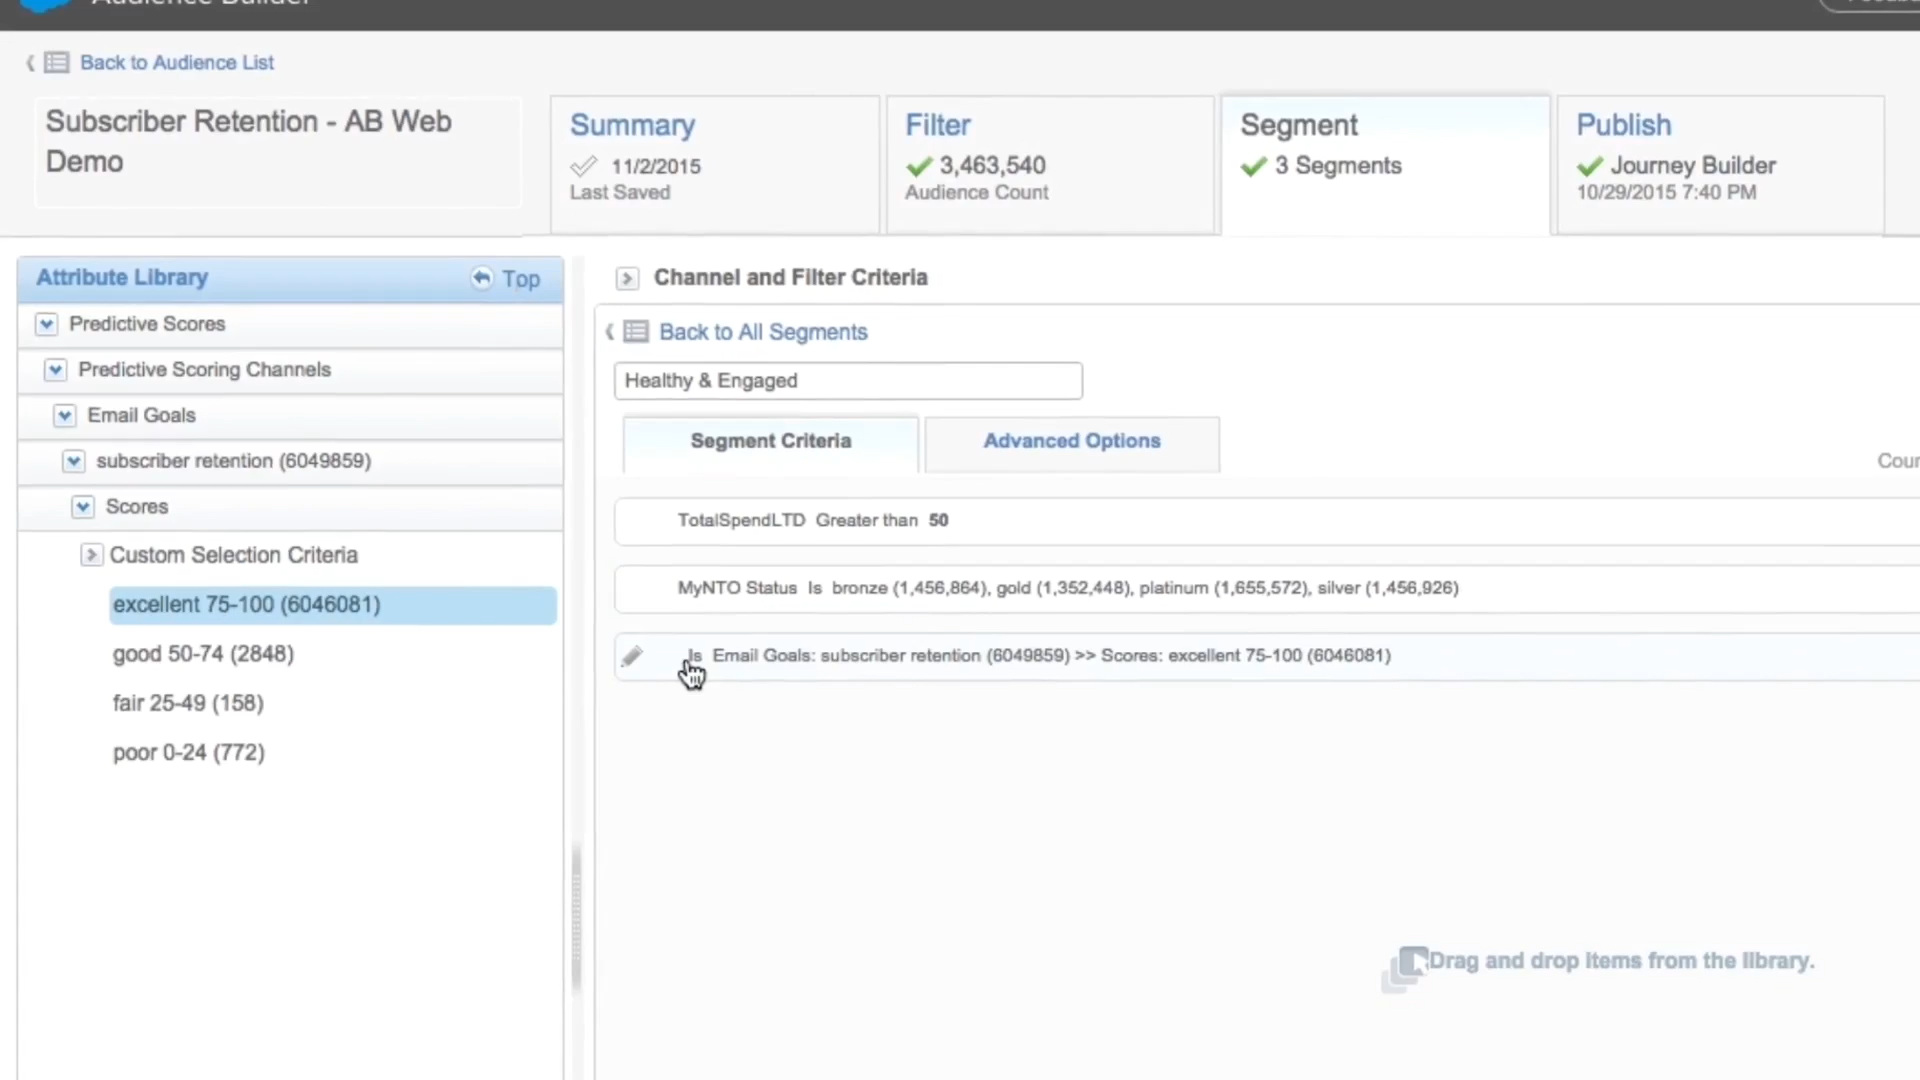 Audience Builder
Back to Audience List
Subscriber Retention - AB Web
Demo
Summary
11/2/2015
Last Saved
Filter
3,463,540
Audience Count
Segment
3 Segments
Publish
Journey Builder
10/29/2015 7:40 PM
Attribute Library
Top
Predictive Scores
Predictive Scoring Channels
Email Goals
subscriber retention (6049859)
Scores
Custom Selection Criteria
excellent 75-100 (6046081)
good 50-74 (2848)
fair 25-49 (158)
poor 0-24 (772)
Channel and Filter Criteria
Back to All Segments
Healthy & Engaged
Segment Criteria
Advanced Options
Cour
TotalSpendLTD Greater than 50
MyNTO Status Is bronze (1,456,864), gold (1,352,448), platinum (1,655,572), silver (1,456,926)
Is Email Goals: subscriber retention (6049859) >> Scores: excellent 75-100 (6046081)
Drag and drop items from the library.